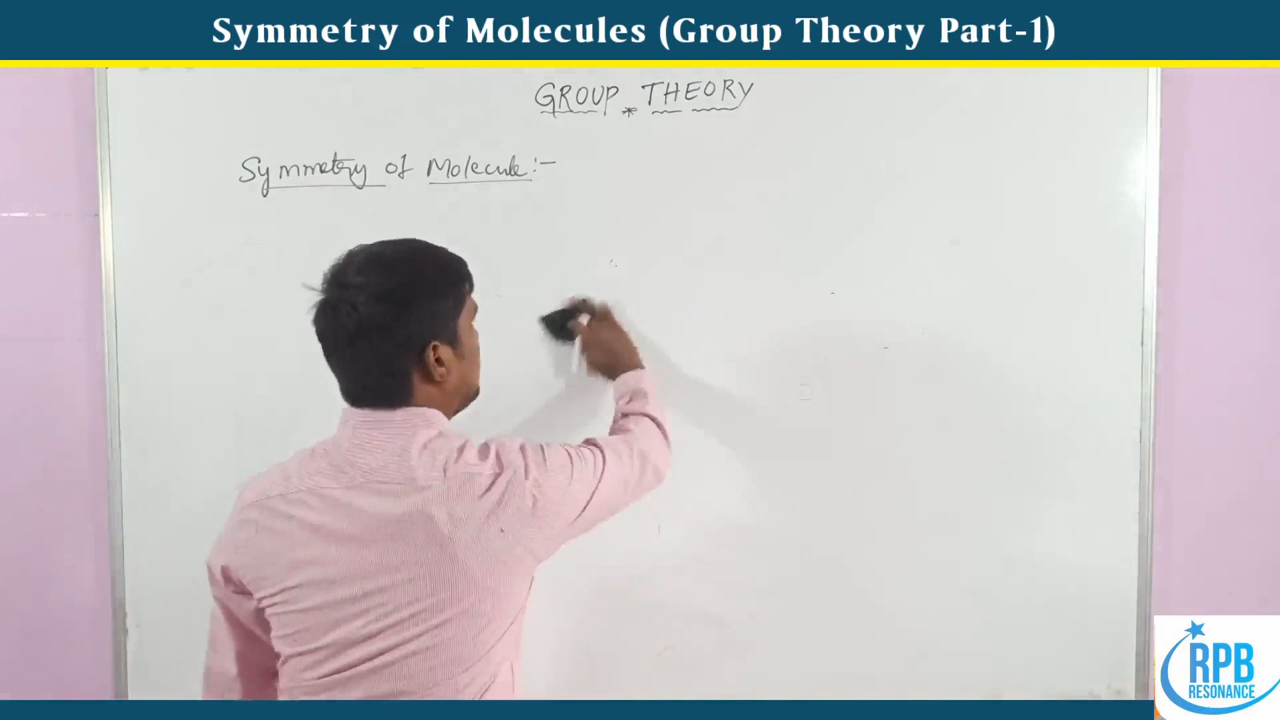 Symmetry of Molecules (Group Theory Part-1)
GROUP THEORY
Symmetry of Molecule:-
RPB
RESONANCE